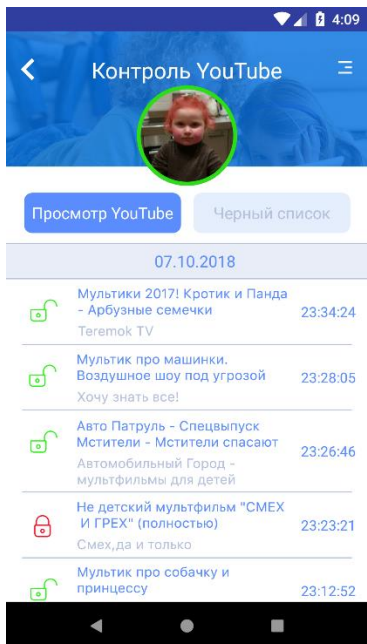 4:09
Контроль YouTube
Просмотр YouTube
Черный список
07.10.2018
Мультики 2017! Кротик и Панда
- Арбузные семечки
23:34:24
Teremok TV
Мультик про машинки.
Воздушное шоу под угрозой
23:28:05
Хочу знать все!
Авто Патруль - Спецвыпуск
Мстители - Мстители спасают
23:26:46
Автомобильный Город -
мультфильмы для детей
Не детский мультфильм "СМЕХ
И ГРЕХ" (полностью)
23:23:21
Смех,да и только
Мультик про собачку и
принцессу
23:12:52